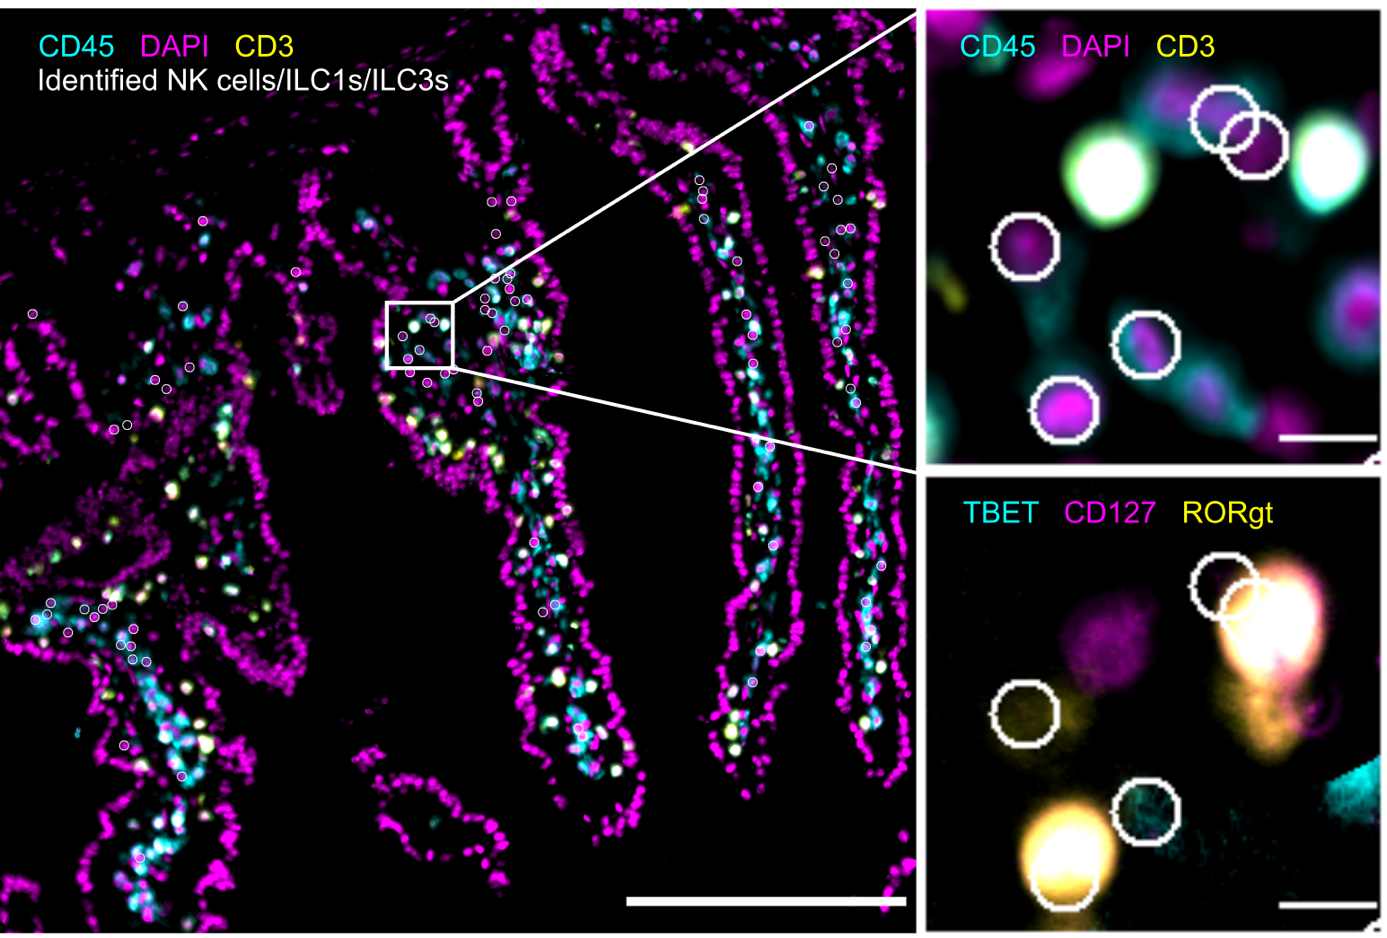 CD45 DAPI CD3
Identified NK cells/ILC1s/ILC3s
CD45 DAPI CD3
TBET CD127 RORgt